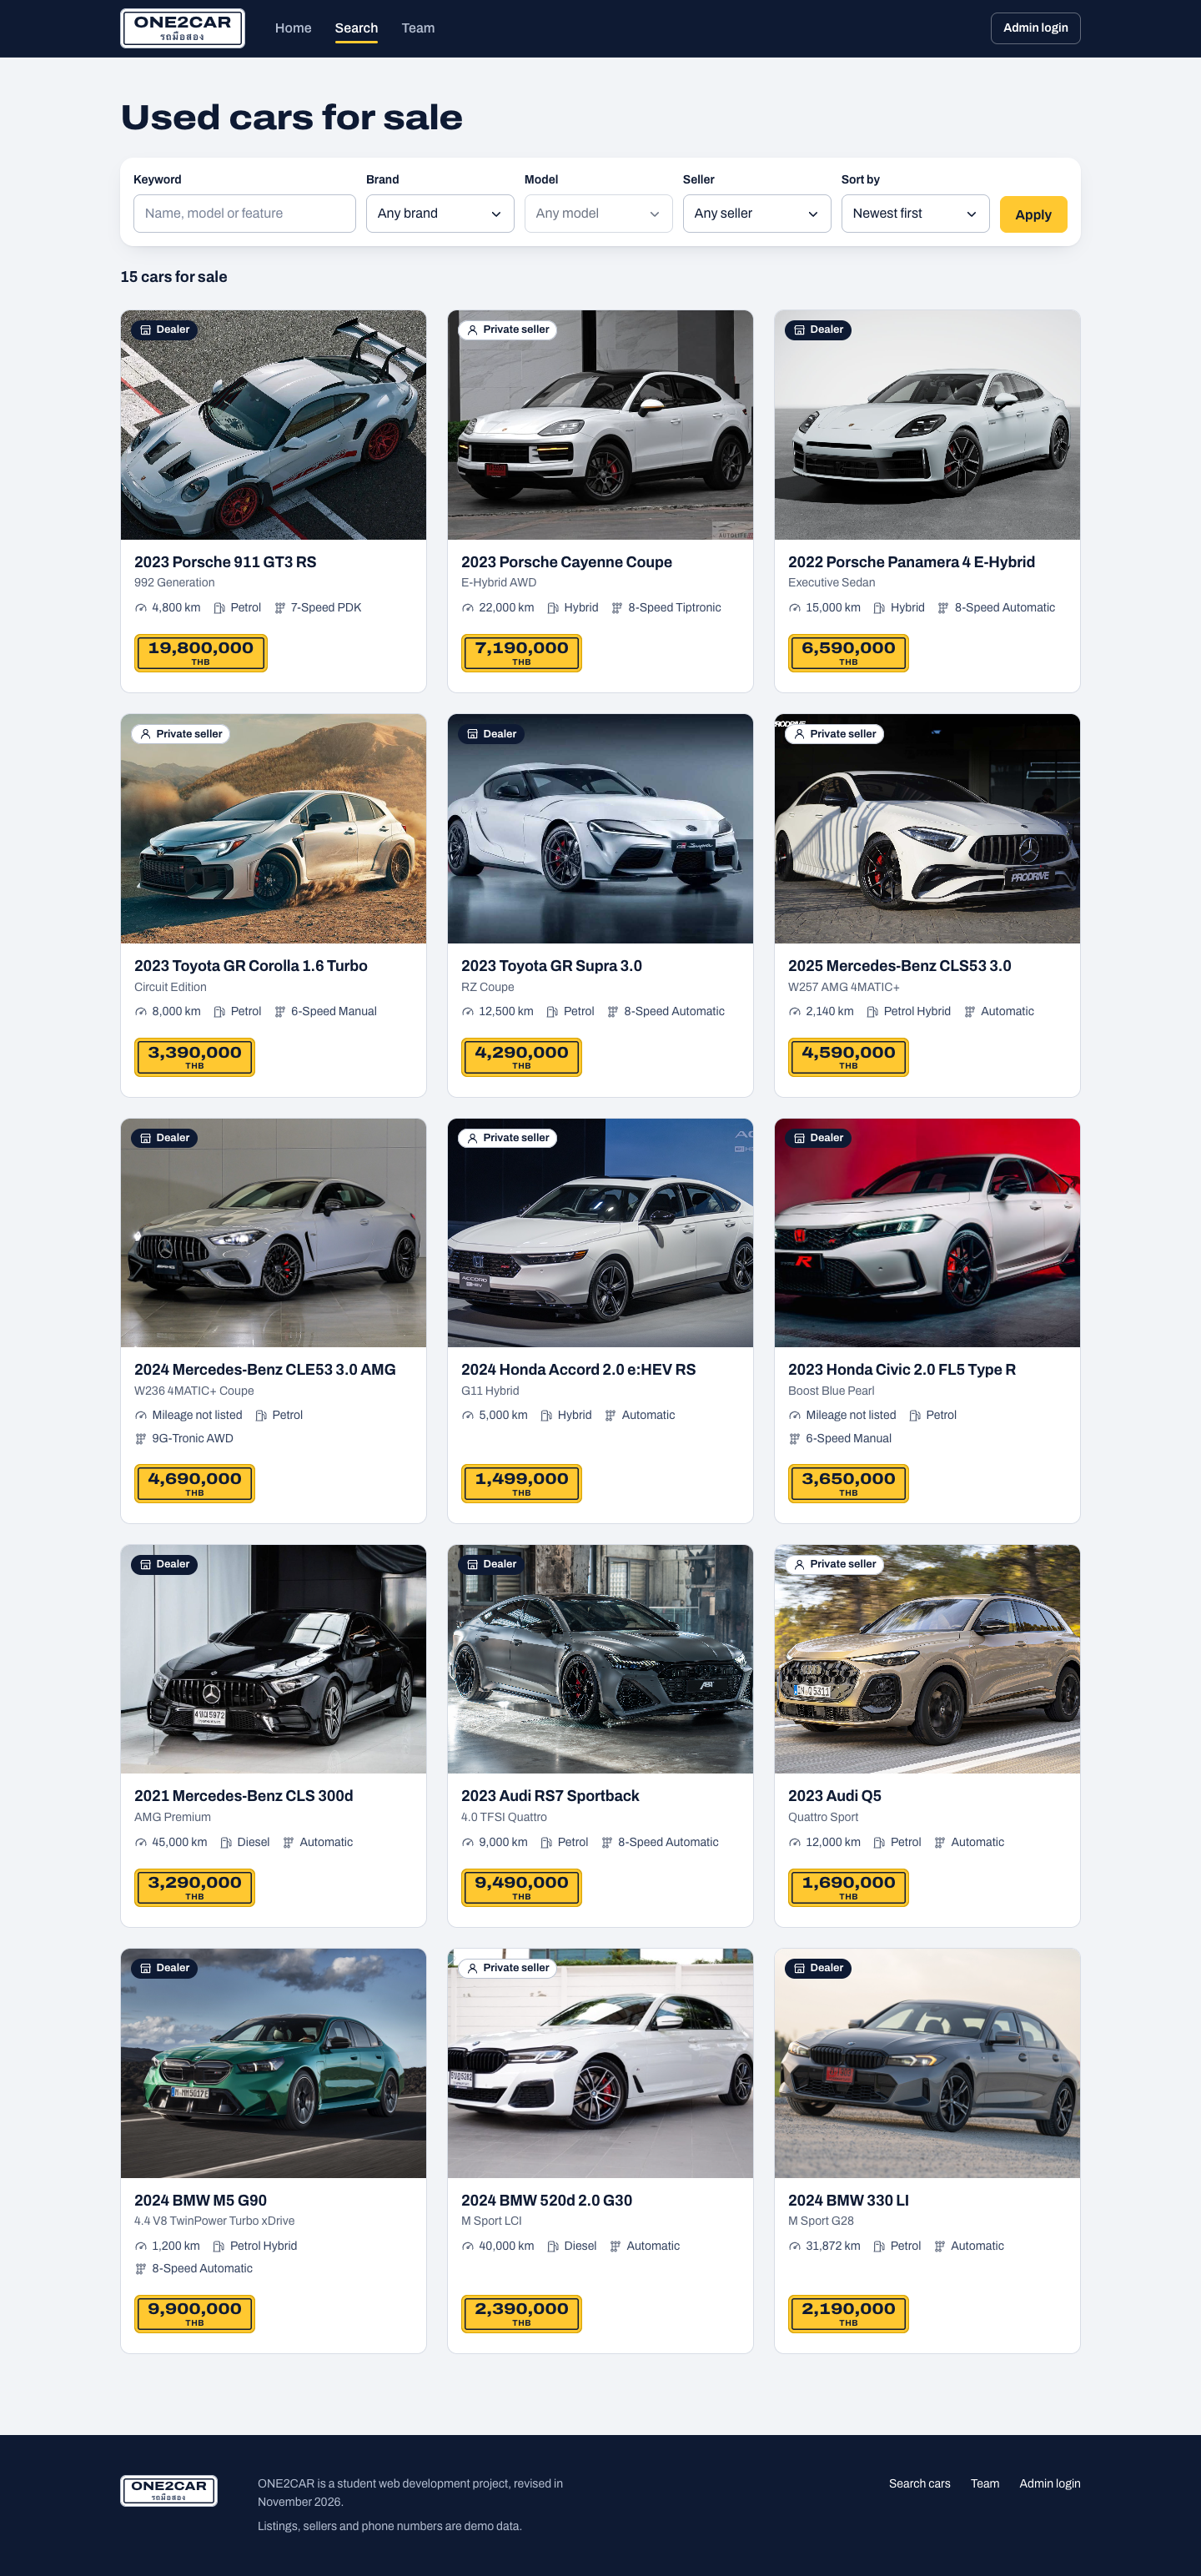 ONE2CAR
รถมือสอง
Home
Search
Team
Admin login
Used cars for sale
Keyword
Brand
Model
Seller
Sort by
Name, model or feature
Any brand
Any model
Any seller
Newest first
Apply
15 cars for sale
Dealer
2023 Porsche 911 GT3 RS
992 Generation
4,800 km Petrol 7-Speed PDK
19,800,000
THB
Private seller
2023 Porsche Cayenne Coupe
E-Hybrid AWD
22,000 km Hybrid 8-Speed Tiptronic
7,190,000
THB
Dealer
2022 Porsche Panamera 4 E-Hybrid
Executive Sedan
15,000 km Hybrid 8-Speed Automatic
6,590,000
THB
Private seller
2023 Toyota GR Corolla 1.6 Turbo
Circuit Edition
8,000 km Petrol 6-Speed Manual
3,390,000
THB
Dealer
Supra
2023 Toyota GR Supra 3.0
RZ Coupe
12,500 km Petrol 8-Speed Automatic
4,290,000
THB
Private seller
PRODRIVE
2025 Mercedes-Benz CLS53 3.0
W257 AMG 4MATIC+
2,140 km Petrol Hybrid Automatic
4,590,000
THB
Dealer
2024 Mercedes-Benz CLE53 3.0 AMG
W236 4MATIC+ Coupe
Mileage not listed Petrol
9G-Tronic AWD
4,690,000
THB
Private seller
ACCORD
2024 Honda Accord 2.0 e:HEV RS
G11 Hybrid
5,000 km Hybrid Automatic
1,499,000
THB
Dealer
2023 Honda Civic 2.0 FL5 Type R
Boost Blue Pearl
Mileage not listed Petrol
6-Speed Manual
3,650,000
THB
Dealer
2021 Mercedes-Benz CLS 300d
AMG Premium
45,000 km Diesel Automatic
3,290,000
THB
Dealer
ABT
2023 Audi RS7 Sportback
4.0 TFSI Quattro
9,000 km Petrol 8-Speed Automatic
9,490,000
THB
Private seller
2023 Audi Q5
Quattro Sport
12,000 km Petrol Automatic
1,690,000
THB
Dealer
2024 BMW M5 G90
4.4 V8 TwinPower Turbo xDrive
1,200 km Petrol Hybrid
8-Speed Automatic
9,900,000
THB
Private seller
2024 BMW 520d 2.0 G30
M Sport LCI
40,000 km Diesel Automatic
2,390,000
THB
Dealer
2024 BMW 330 LI
M Sport G28
31,872 km Petrol Automatic
2,190,000
THB
ONE2CAR
รถมือสอง
ONE2CAR is a student web development project, revised in
November 2026.
Listings, sellers and phone numbers are demo data.
Search cars
Team
Admin login